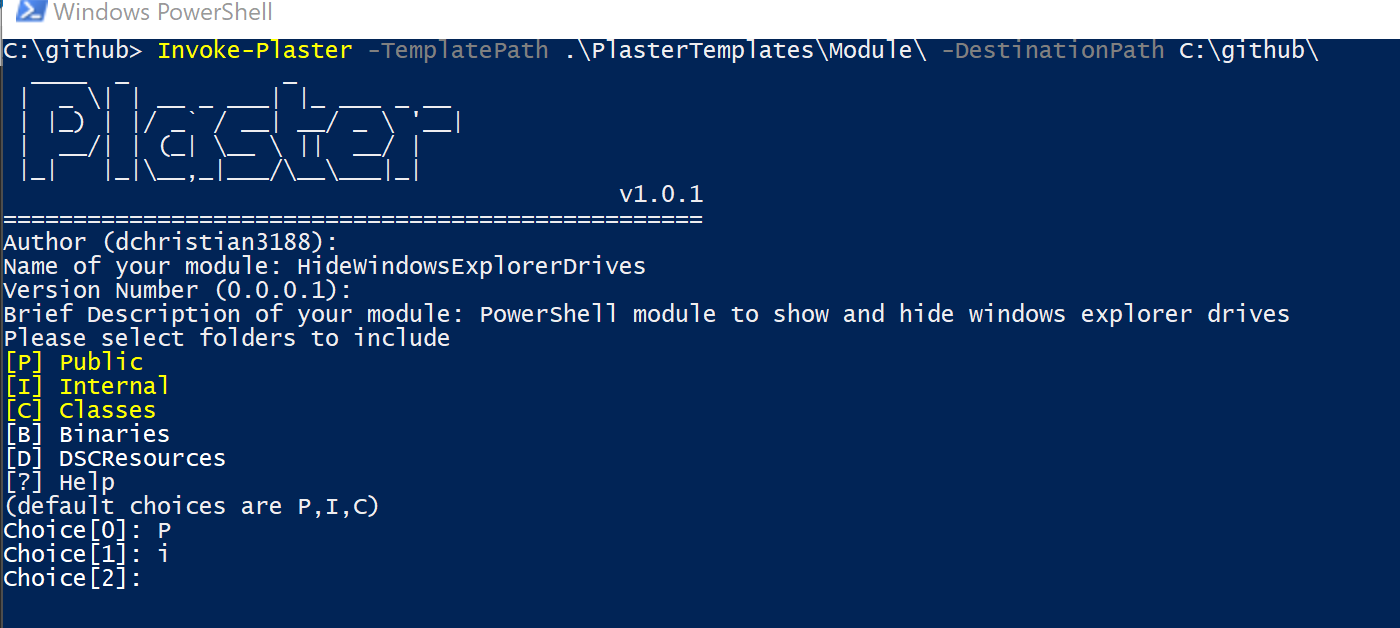 Windows PowerShell
C:\github> Invoke-Plaster -TemplatePath .\PlasterTemplates\Module\ -DestinationPath C:\github\
Plaster
v1.0.1
==================================================
Author (dchristian3188):
Name of your module: HideWindowsExplorerDrives
Version Number (0.0.0.1):
Brief Description of your module: PowerShell module to show and hide windows explorer drives
Please select folders to include
[P] Public
[I] Internal
[C] Classes
[B] Binaries
[D] DSCResources
[?] Help
(default choices are P,I,C)
Choice[0]: P
Choice[1]: i
Choice[2]: